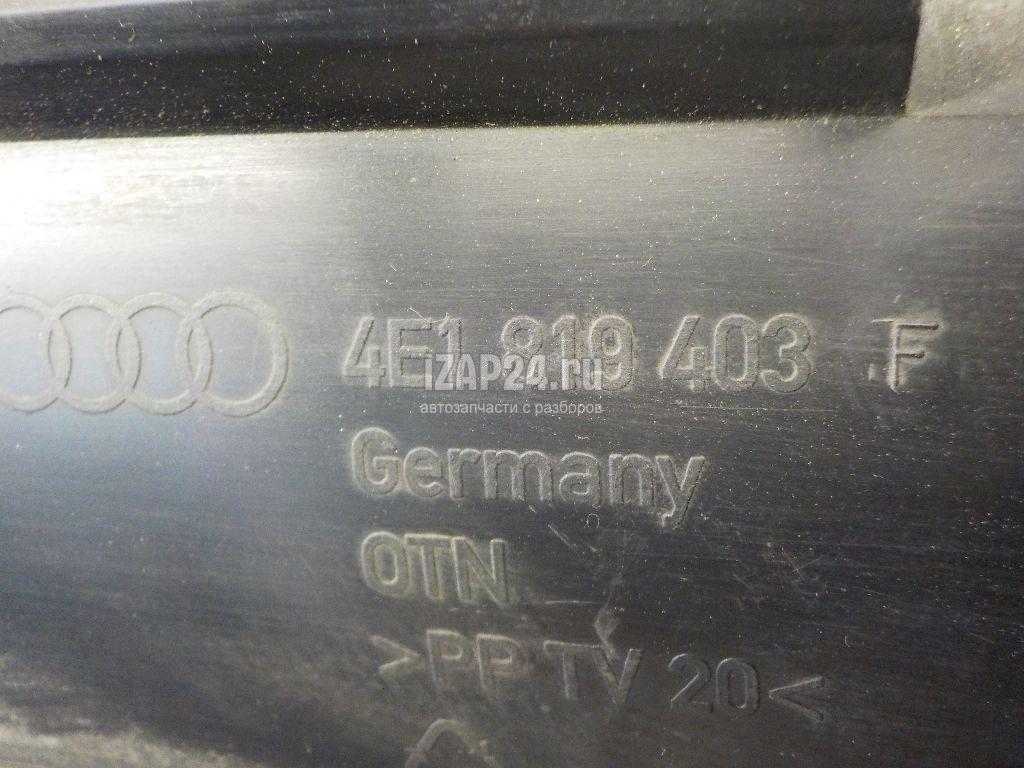 4E1 819 403 F
iZAP24.ru
автозапчасти с разборов
Germany
OTN
>PP TV 20<